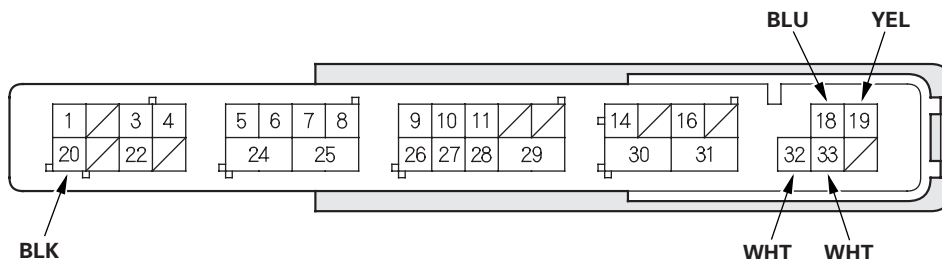 BLU YEL
1 3 4 5 6 7 8 9 10 11 14 16 18 19
20 22 24 25 26 27 28 29 30 31 32 33
BLK WHT WHT